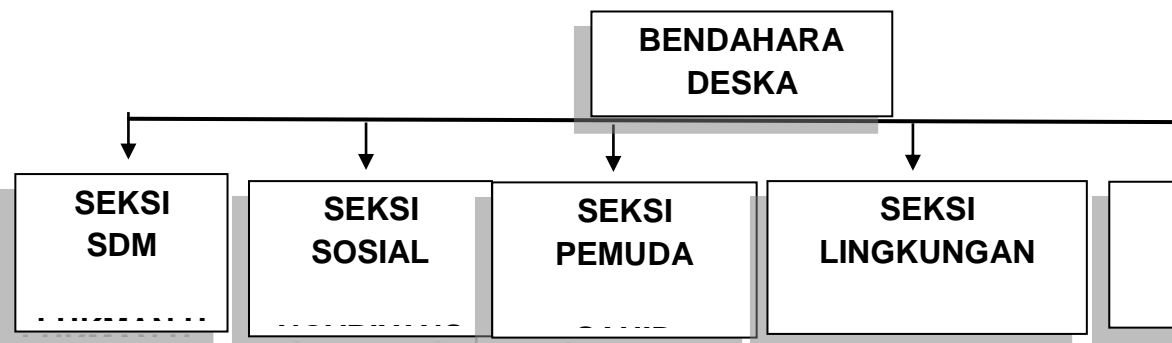 BENDAHARA
DESKA
SEKSI
SDM
SEKSI
SOSIAL
SEKSI
PEMUDA
SEKSI
LINGKUNGAN